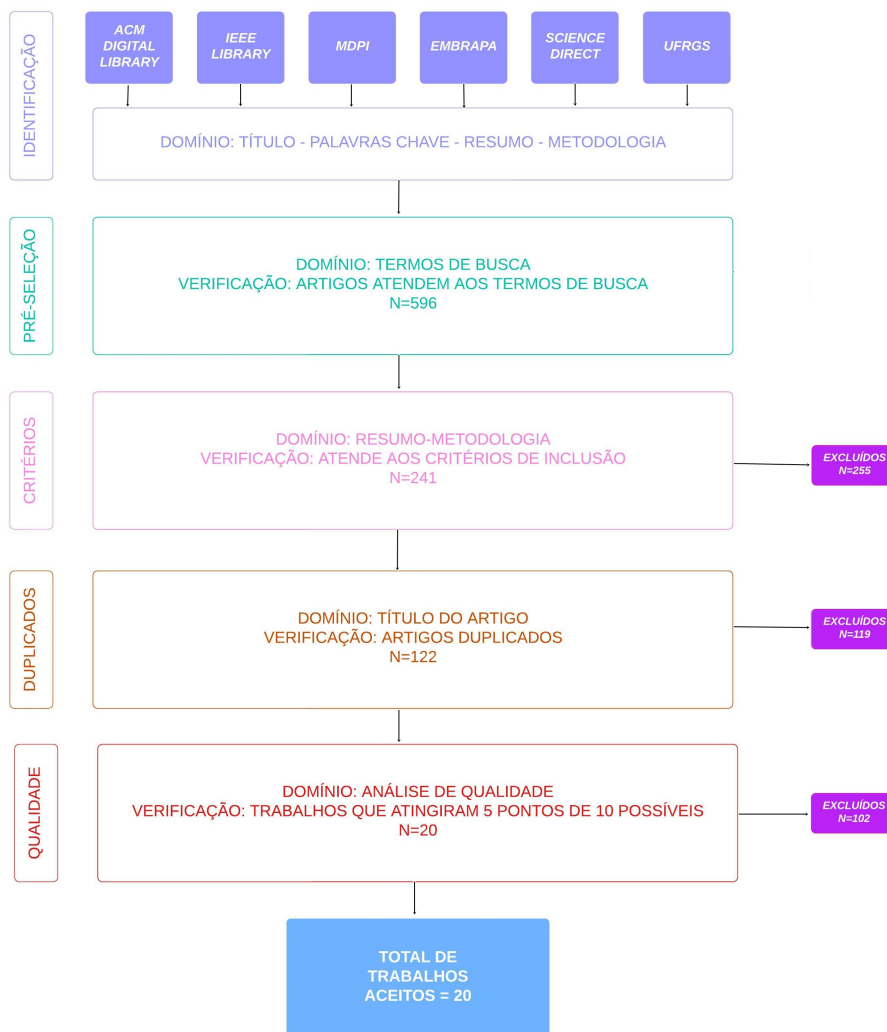 ACM
DIGITAL
LIBRARY
IEEE
LIBRARY
MDPI
EMBRAPA
SCIENCE
DIRECT
UFRGS
IDENTIFICAÇÃO
DOMÍNIO: TÍTULO - PALAVRAS CHAVE - RESUMO - METODOLOGIA
PRÉ-SELEÇÃO
DOMÍNIO: TERMOS DE BUSCA
VERIFICAÇÃO: ARTIGOS ATENDEM AOS TERMOS DE BUSCA
N=596
CRITÉRIOS
DOMÍNIO: RESUMO-METODOLOGIA
VERIFICAÇÃO: ATENDE AOS CRITÉRIOS DE INCLUSÃO
N=241
EXCLUÍDOS
N=255
DUPLICADOS
DOMÍNIO: TÍTULO DO ARTIGO
VERIFICAÇÃO: ARTIGOS DUPLICADOS
N=122
EXCLUÍDOS
N=119
QUALIDADE
DOMÍNIO: ANÁLISE DE QUALIDADE
VERIFICAÇÃO: TRABALHOS QUE ATINGIRAM 5 PONTOS DE 10 POSSÍVEIS
N=20
EXCLUÍDOS
N=102
TOTAL DE
TRABALHOS
ACEITOS = 20